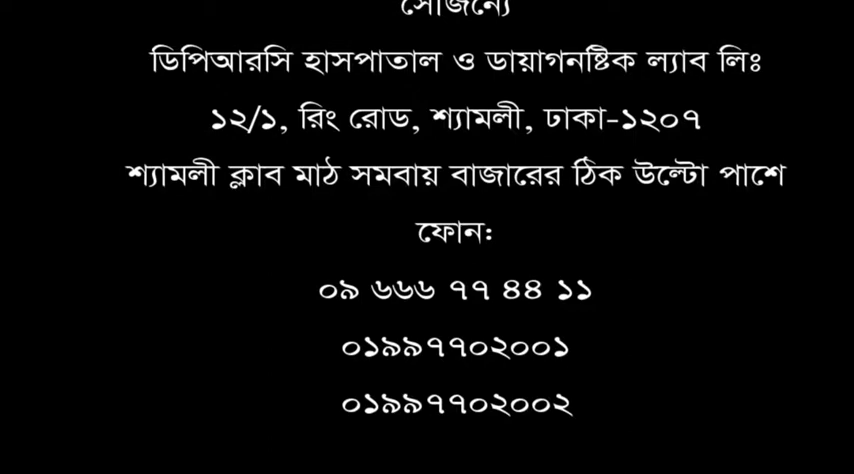 সৌজন্যে
ডিপিআরসি হাসপাতাল ও ডায়াগনষ্টিক ল্যাব লিঃ
১২/১, রিং রোড, শ্যামলী, ঢাকা-১২০৭
শ্যামলী ক্লাব মাঠ সমবায় বাজারের ঠিক উল্টো পাশে
ফোন:
০৯ ৬৬৬ ৭৭ ৪৪ ১১
০১৯৯৭৭০২০০১
০১৯৯৭৭০২০০২